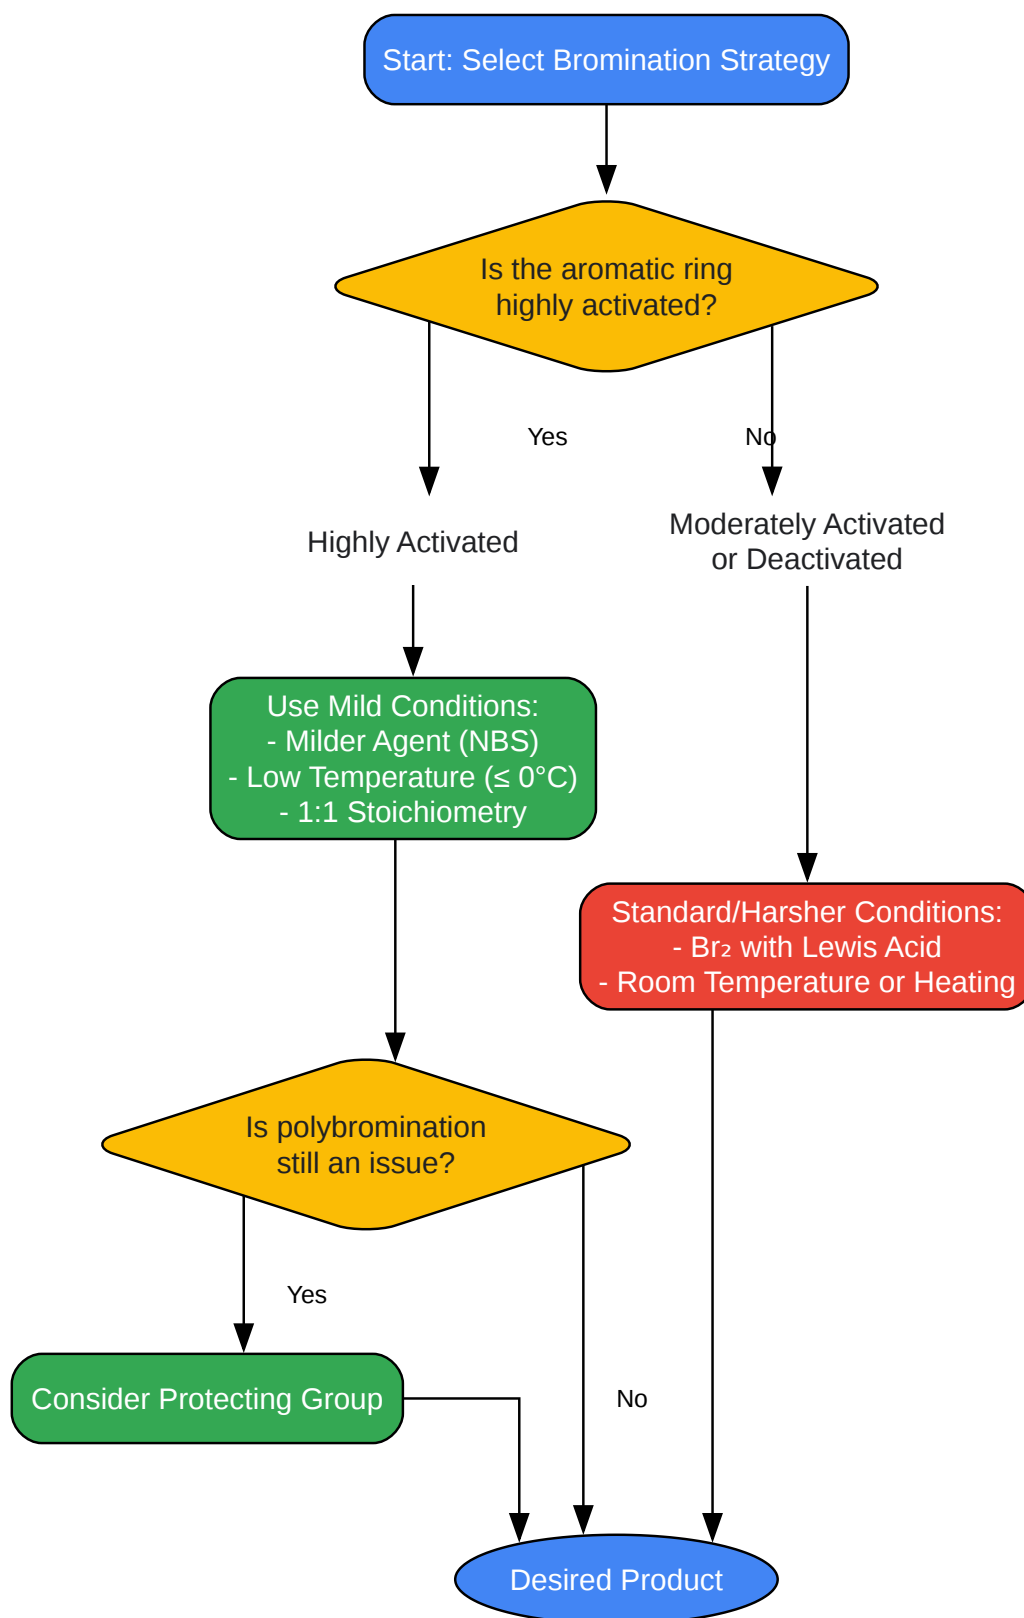 Start: Select Bromination Strategy
Is the aromatic ring
highly activated?
Yes
No
Highly Activated
Moderately Activated
or Deactivated
Use Mild Conditions:
- Milder Agent (NBS)
- Low Temperature (≤ 0°C)
- 1:1 Stoichiometry
Standard/Harsher Conditions:
- Br₂ with Lewis Acid
- Room Temperature or Heating
Is polybromination
still an issue?
Yes
Consider Protecting Group
No
Desired Product